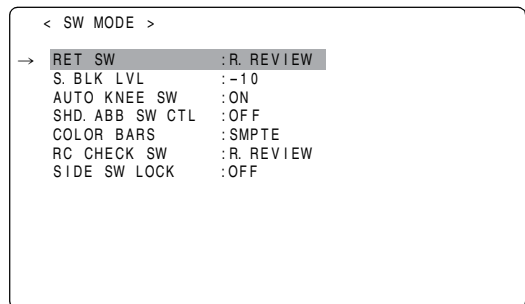 < SW MODE >
→ RET SW :R. REVIEW
S. BLK LVL :−10
AUTO KNEE SW :ON
SHD. ABB SW CTL :OFF
COLOR BARS :SMPTE
RC CHECK SW :R. REVIEW
SIDE SW LOCK :OFF